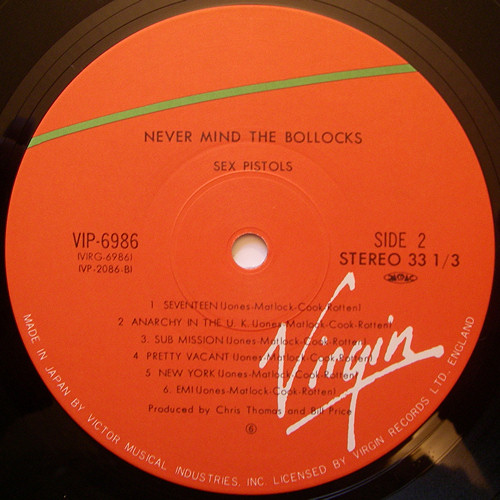 NEVER MIND THE BOLLOCKS
SEX PISTOLS
VIP-6986
(VIRG-6986)
(VP-2086-B)
SIDE 2
STEREO 33 1/3
1 SEVENTEEN (Jones-Matlock-Cook-Rotten)
2 ANARCHY IN THE U. K. (Jones-Matlock-Cook-Rotten)
3. SUB MISSION (Jones-Matlock-Cook-Rotten)
4 PRETTY VACANT (Jones-Matlock-Cook-Rotten)
5 NEW YORK (Jones-Matlock-Cook-Rotten)
6. EMI (Jones-Matlock-Cook-Rotten)
Produced by Chris Thomas and Bill Price
6
Virgin
MADE IN JAPAN BY VICTOR MUSICAL INDUSTRIES, INC. LICENSED BY VIRGIN RECORDS LTD. ENGLAND